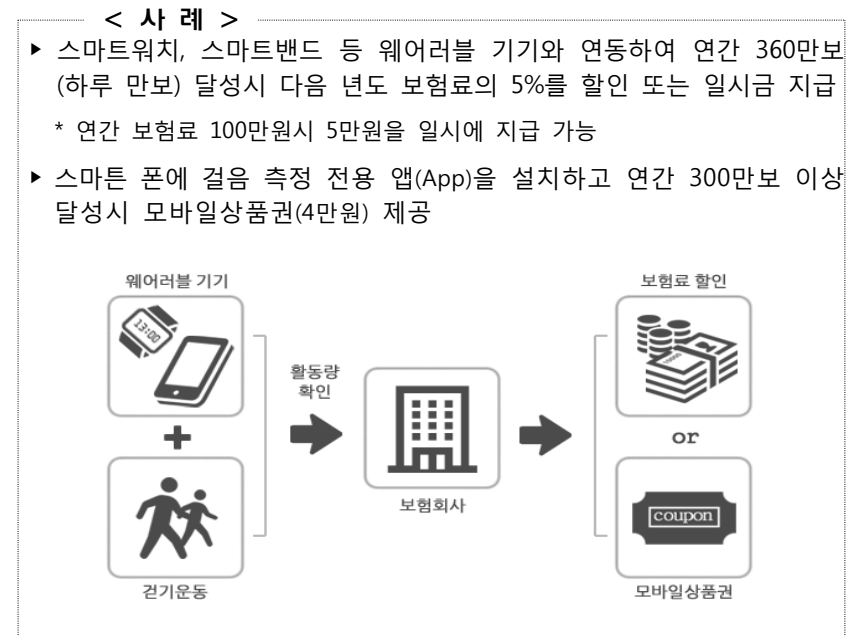 < 사 례 >
▶ 스마트워치, 스마트밴드 등 웨어러블 기기와 연동하여 연간 360만보
(하루 만보) 달성시 다음 년도 보험료의 5%를 할인 또는 일시금 지급
* 연간 보험료 100만원시 5만원을 일시에 지급 가능
▶ 스마튼 폰에 걸음 측정 전용 앱(App)을 설치하고 연간 300만보 이상
달성시 모바일상품권(4만원) 제공
웨어러블 기기
보험료 할인
13:00
10000
활동량
확인
or
보험회사
coupon
걷기운동
모바일상품권